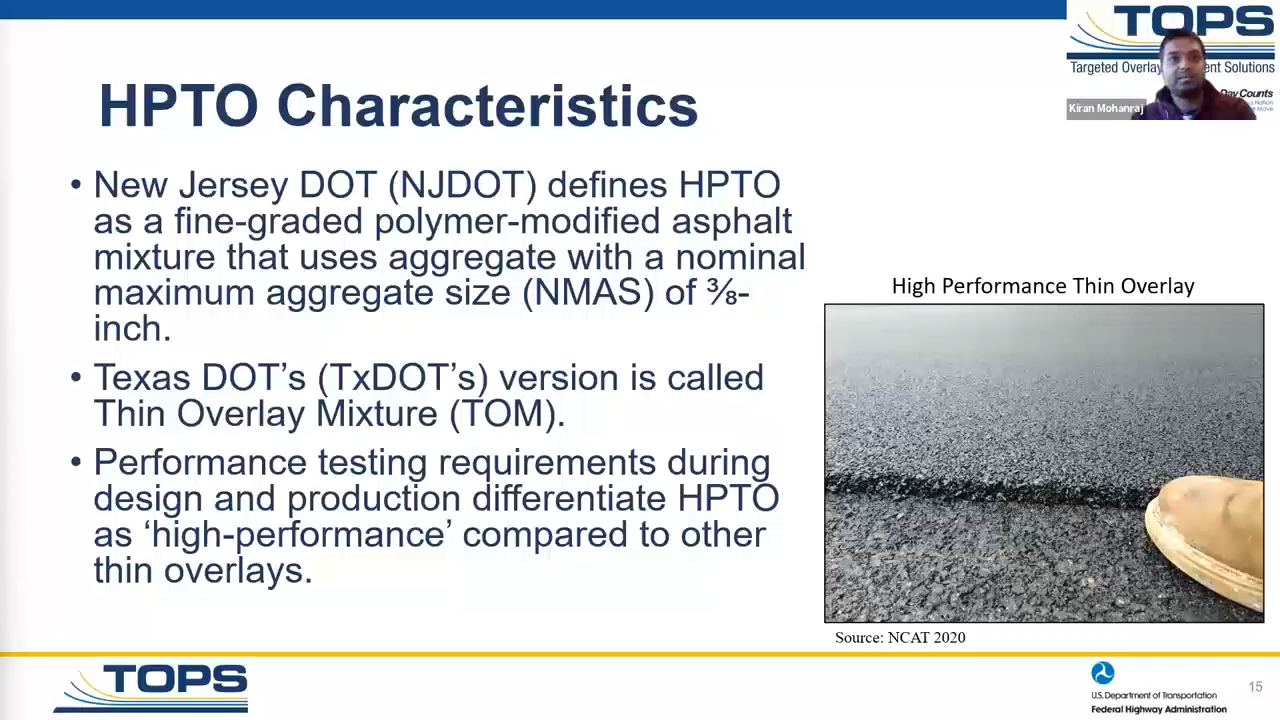 TOPS
Targeted Overlay ent Solutions
Day Counts
Kiran Mohanraj
HPTO Characteristics
• New Jersey DOT (NJDOT) defines HPTO
as a fine-graded polymer-modified asphalt
mixture that uses aggregate with a nominal
maximum aggregate size (NMAS) of ⅜-
inch.
• Texas DOT’s (TxDOT’s) version is called
Thin Overlay Mixture (TOM).
• Performance testing requirements during
design and production differentiate HPTO
as ‘high-performance’ compared to other
thin overlays.
High Performance Thin Overlay
Source: NCAT 2020
TOPS
U.S. Department of Transportation
Federal Highway Administration
15